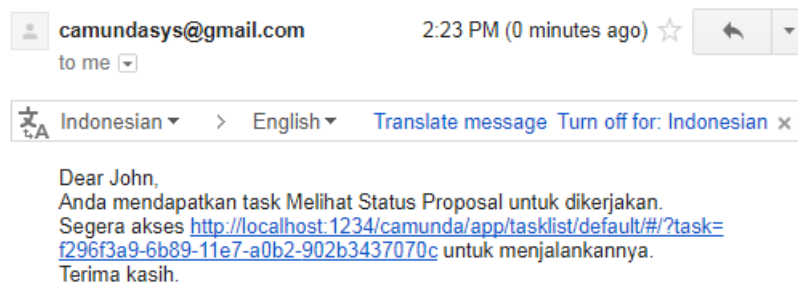 camundasys@gmail.com 2:23 PM (0 minutes ago)
to me
Indonesian > English Translate message Turn off for: Indonesian ×
Dear John,
Anda mendapatkan task Melihat Status Proposal untuk dikerjakan.
Segera akses http://localhost:1234/camunda/app/tasklist/default/#/?task=
f296f3a9-6b89-11e7-a0b2-902b3437070c untuk menjalankannya.
Terima kasih.